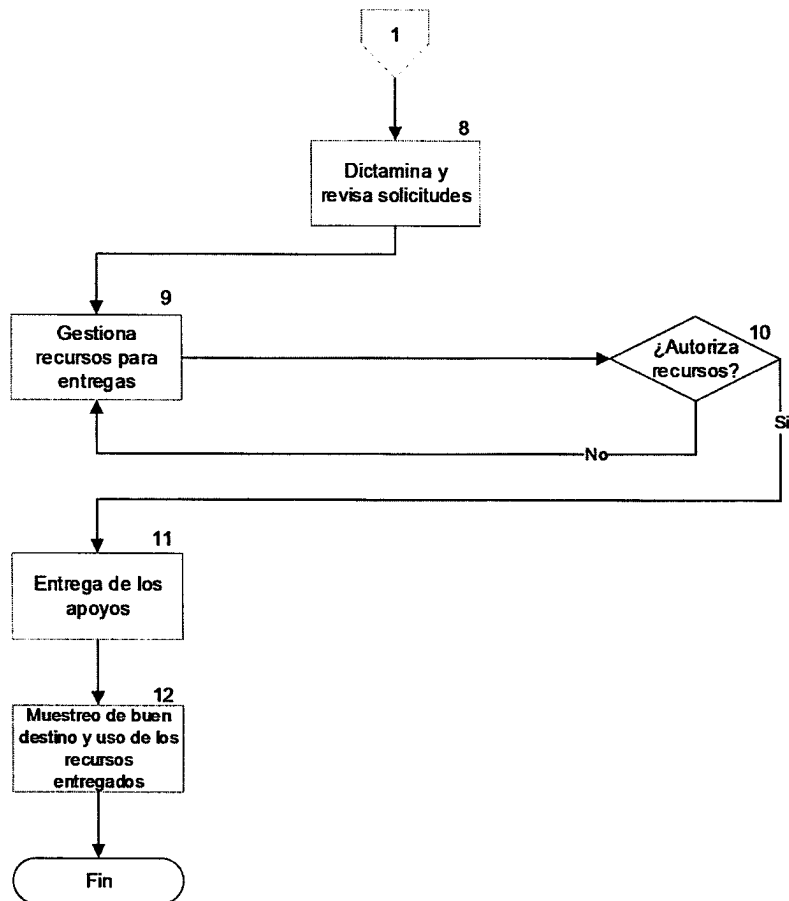 1
8
Dictamina y
revisa solicitudes
9
Gestiona
recursos para
entregas
10
¿Autoriza
recursos?
Si
No
11
Entrega de los
apoyos
12
Muestreo de buen
destino y uso de los
recursos
entregados
Fin